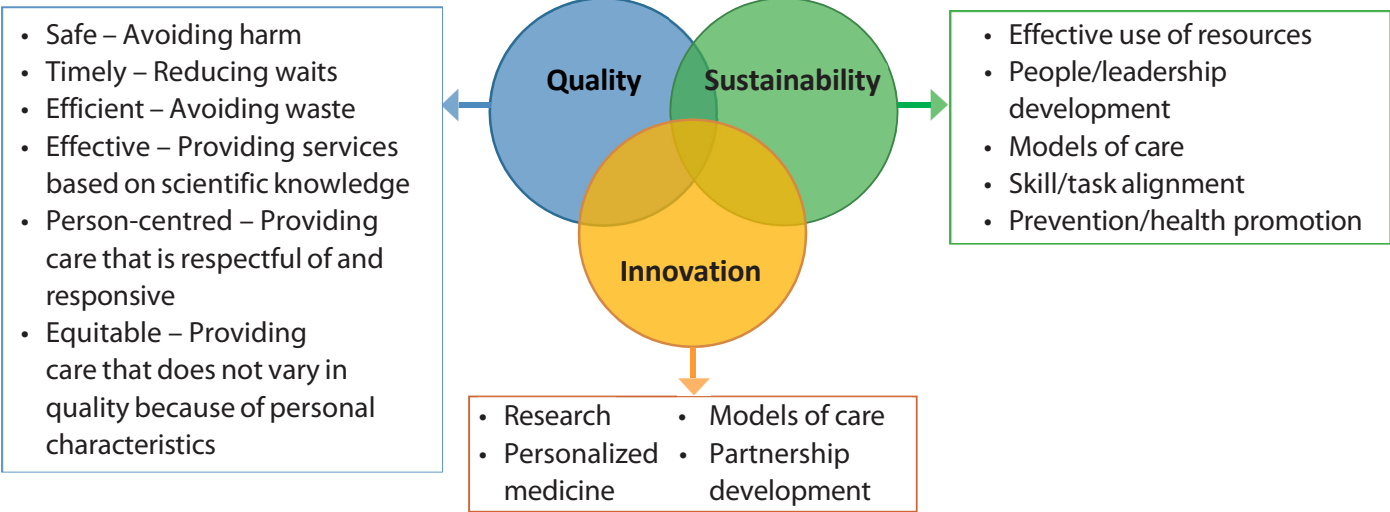 • Safe – Avoiding harm
• Timely – Reducing waits
• Efficient – Avoiding waste
• Effective – Providing services
based on scientific knowledge
• Person-centred – Providing
care that is respectful of and
responsive
• Equitable – Providing
care that does not vary in
quality because of personal
characteristics
Quality
Sustainability
Innovation
• Effective use of resources
• People/leadership
development
• Models of care
• Skill/task alignment
• Prevention/health promotion
• Research
• Personalized
medicine
• Models of care
• Partnership
development